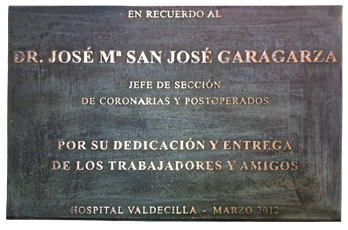 EN RECUERDO AL
DR. JOSÉ Mª SAN JOSÉ GARAGARZA
JEFE DE SECCIÓN
DE CORONARIAS Y POSTOPERADOS
POR SU DEDICACIÓN Y ENTREGA
DE LOS TRABAJADORES Y AMIGOS
HOSPITAL VALDECILLA - MARZO 2012